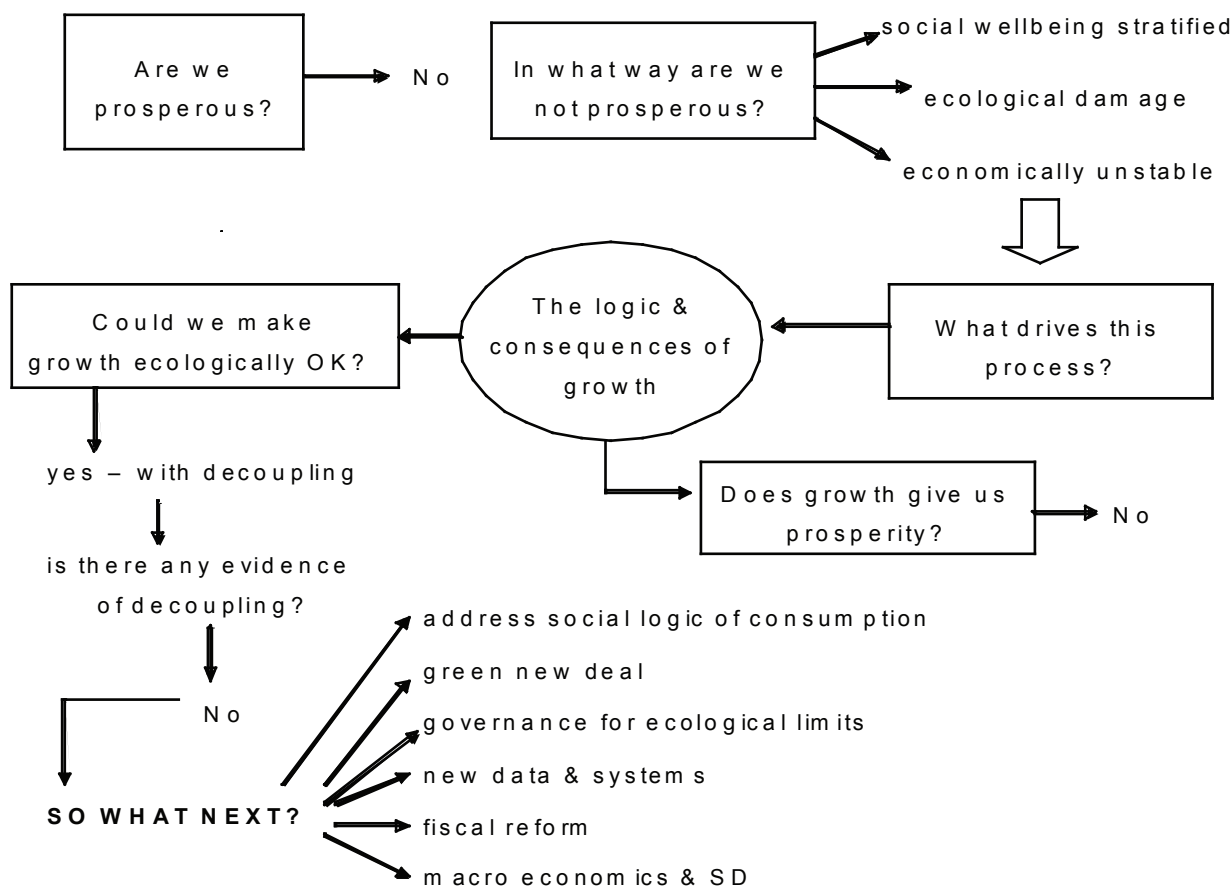 Are we
prosperous?
No
In what way are we
not prosperous?
social wellbeing stratified
ecological damage
economically unstable
What drives this
process?
The logic &
consequences of
growth
Could we make
growth ecologically OK?
yes – with decoupling
is there any evidence
of decoupling?
No
Does growth give us
prosperity?
No
SO WHAT NEXT?
address social logic of consumption
green new deal
governance for ecological limits
new data & systems
fiscal reform
macro economics & SD